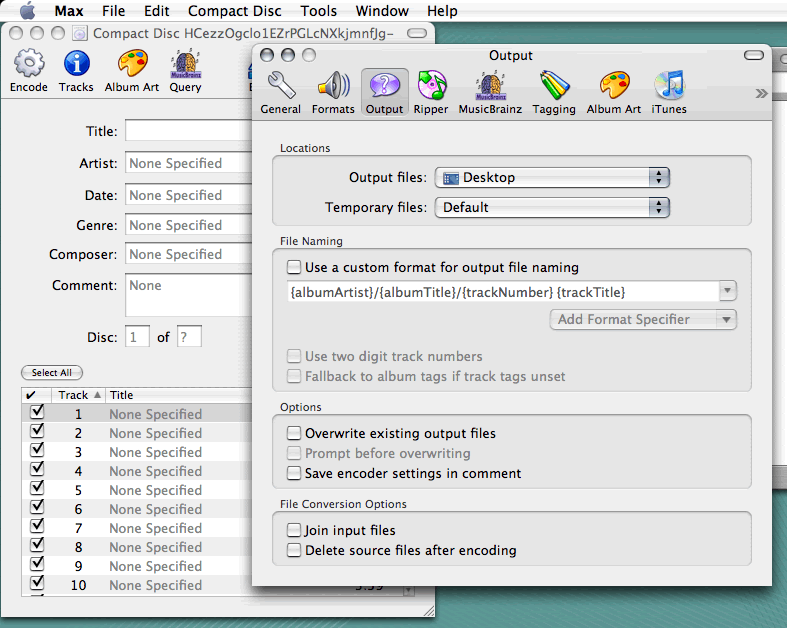 Max File Edit Compact Disc Tools Window Help
Compact Disc HCezzOgclo1EZrPGLcNXkjmnfJg-
Encode Tracks Album Art Query
MusicBrainz
Title:
Artist: None Specified
Date: None Specified
Genre: None Specified
Composer: None Specified
Comment: None
Disc: 1 of ?
Select All
Track Title
1 None Specified
2 None Specified
3 None Specified
4 None Specified
5 None Specified
6 None Specified
7 None Specified
8 None Specified
9 None Specified
10 None Specified
Output
General Formats Output Ripper MusicBrainz Tagging Album Art iTunes
Locations
Output files: Desktop
Temporary files: Default
File Naming
Use a custom format for output file naming
{albumArtist}/{albumTitle}/{trackNumber} {trackTitle}
Add Format Specifier
Use two digit track numbers
Fallback to album tags if track tags unset
Options
Overwrite existing output files
Prompt before overwriting
Save encoder settings in comment
File Conversion Options
Join input files
Delete source files after encoding